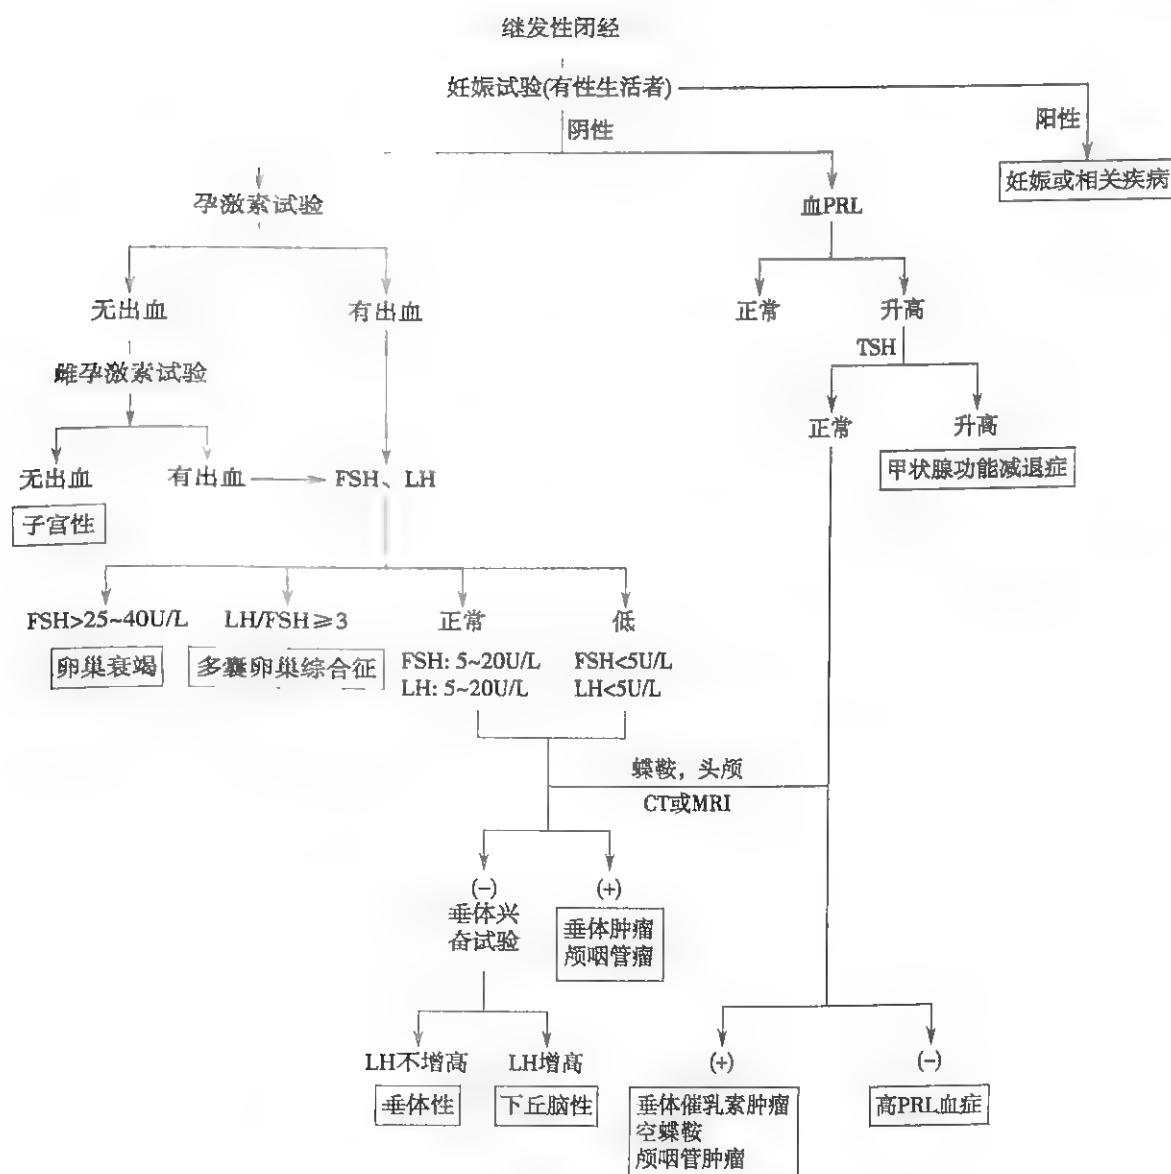 继发性闭经
妊娠试验(有性生活者)
阴性
阳性
妊娠或相关疾病
孕激素试验
血PRL
无出血
有出血
正常
升高
TSH
雌孕激素试验
正常
升高
甲状腺功能减退症
无出血
有出血
FSH、LH
子宫性
FSH>25~40U/L
LH/FSH≥3
正常
低
卵巢衰竭
多囊卵巢综合征
FSH: 5~20U/L
LH: 5~20U/L
FSH<5U/L
LH<5U/L
蝶鞍，头颅
CT或MRI
(−)
垂体兴
奋试验
(+)
垂体肿瘤
颅咽管瘤
LH不增高
LH增高
垂体性
下丘脑性
(+)
垂体催乳素肿瘤
空蝶鞍
颅咽管肿瘤
(−)
高PRL血症